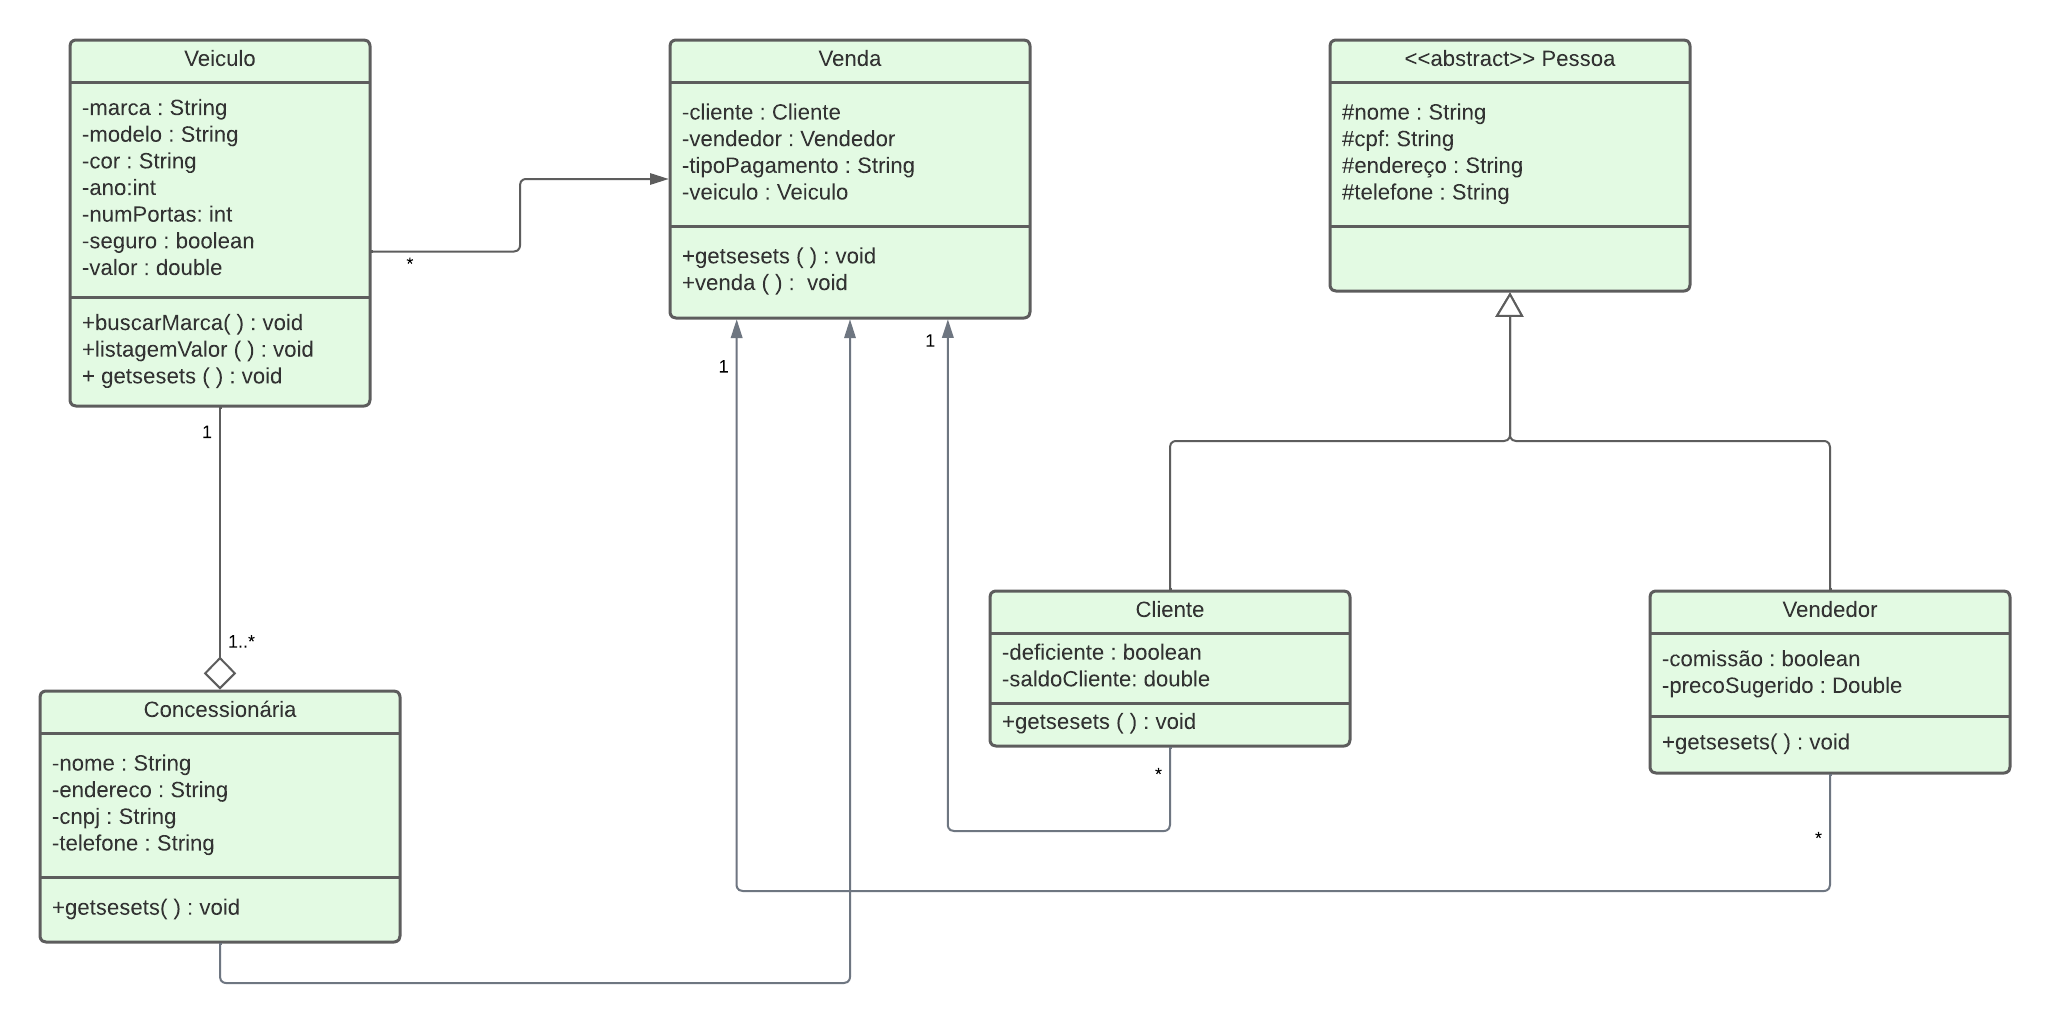 Veiculo
-marca : String
-modelo : String
-cor : String
-ano:int
-numPortas: int
-seguro : boolean
-valor : double
+buscarMarca( ) : void
+listagemValor ( ) : void
+ getsesets ( ) : void
*
1
Venda
-cliente : Cliente
-vendedor : Vendedor
-tipoPagamento : String
-veiculo : Veiculo
+getsesets ( ) : void
+venda ( ) :  void
1
1
<<abstract>> Pessoa
#nome : String
#cpf: String
#endereço : String
#telefone : String
1..*
Concessionária
-nome : String
-endereco : String
-cnpj : String
-telefone : String
+getsesets( ) : void
Cliente
-deficiente : boolean
-saldoCliente: double
+getsesets ( ) : void
*
Vendedor
-comissão : boolean
-precoSugerido : Double
+getsesets( ) : void
*